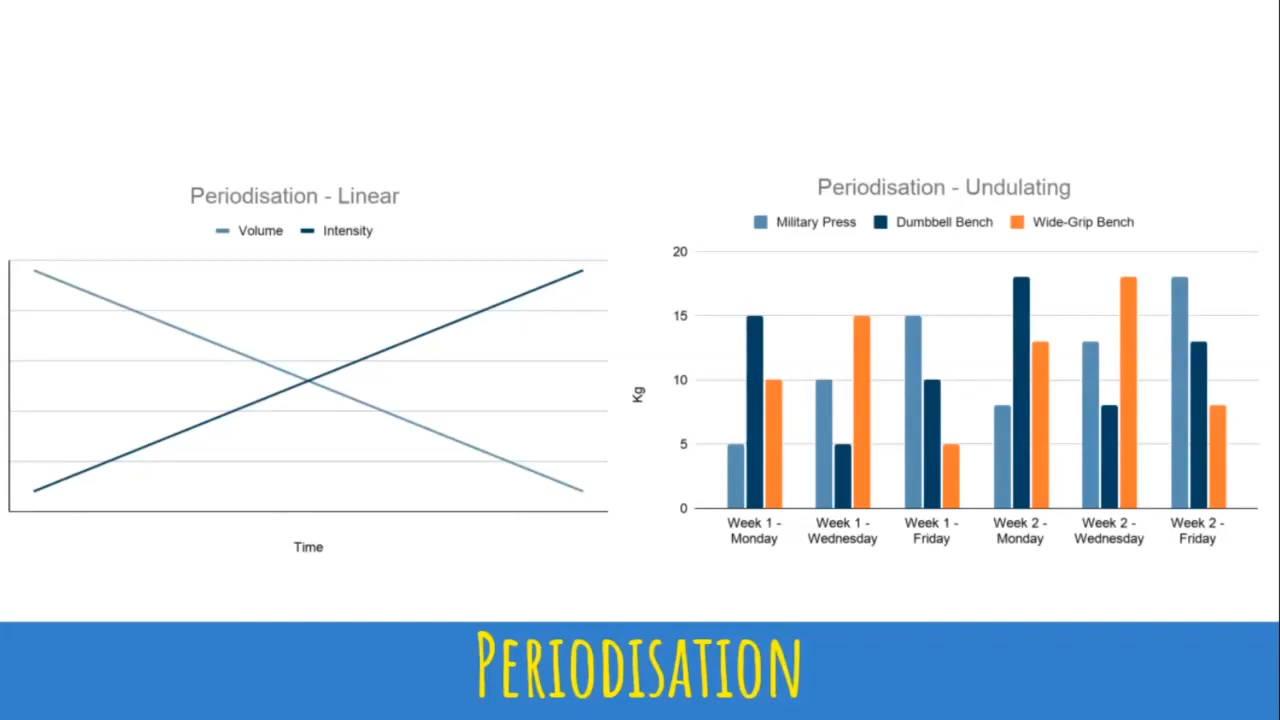 Periodisation - Linear
Volume
Intensity
Time
Periodisation - Undulating
Military Press
Dumbbell Bench
Wide-Grip Bench
Kg
20
15
10
5
0
Week 1 -
Monday
Week 1 -
Wednesday
Week 1 -
Friday
Week 2 -
Monday
Week 2 -
Wednesday
Week 2 -
Friday
PERIODISATION